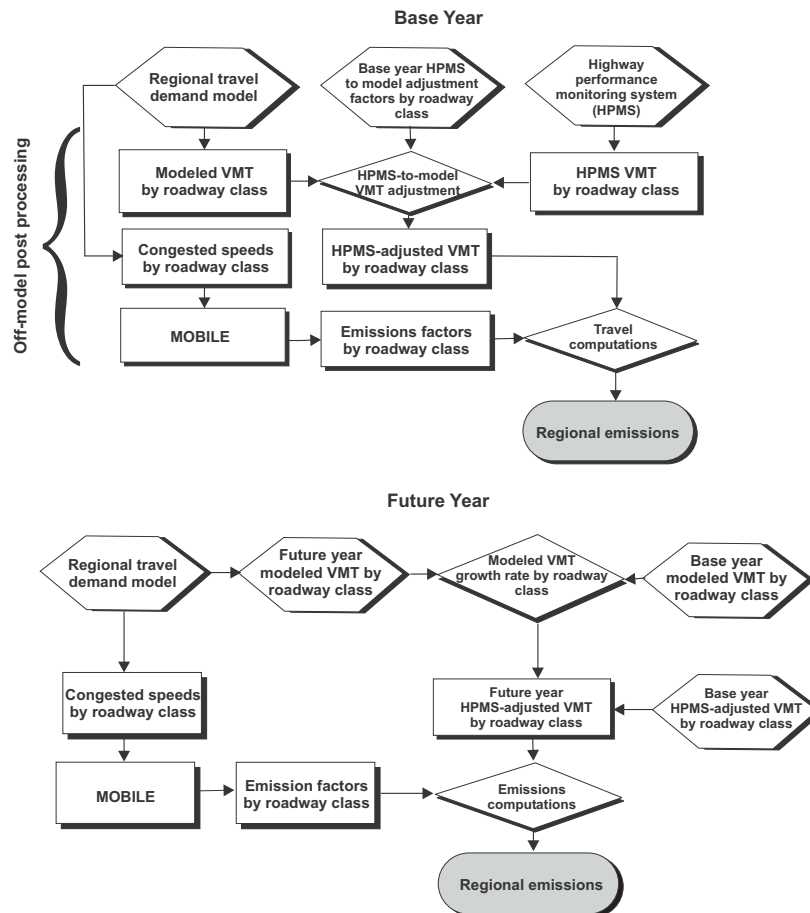 Base Year
Regional travel
demand model
Base year HPMS
to model adjustment
factors by roadway
class
Highway
performance
monitoring system
(HPMS)
Off-model post processing
Modeled VMT
by roadway class
HPMS-to-model
VMT adjustment
HPMS VMT
by roadway class
Congested speeds
by roadway class
HPMS-adjusted VMT
by roadway class
MOBILE
Emissions factors
by roadway class
Travel
computations
Regional emissions
Future Year
Regional travel
demand model
Future year
modeled VMT by
roadway class
Modeled VMT
growth rate by roadway
class
Base year
modeled VMT by
roadway class
Congested speeds
by roadway class
Future year
HPMS-adjusted VMT
by roadway class
Base year
HPMS-adjusted VMT
by roadway class
MOBILE
Emission factors
by roadway class
Emissions
computations
Regional emissions